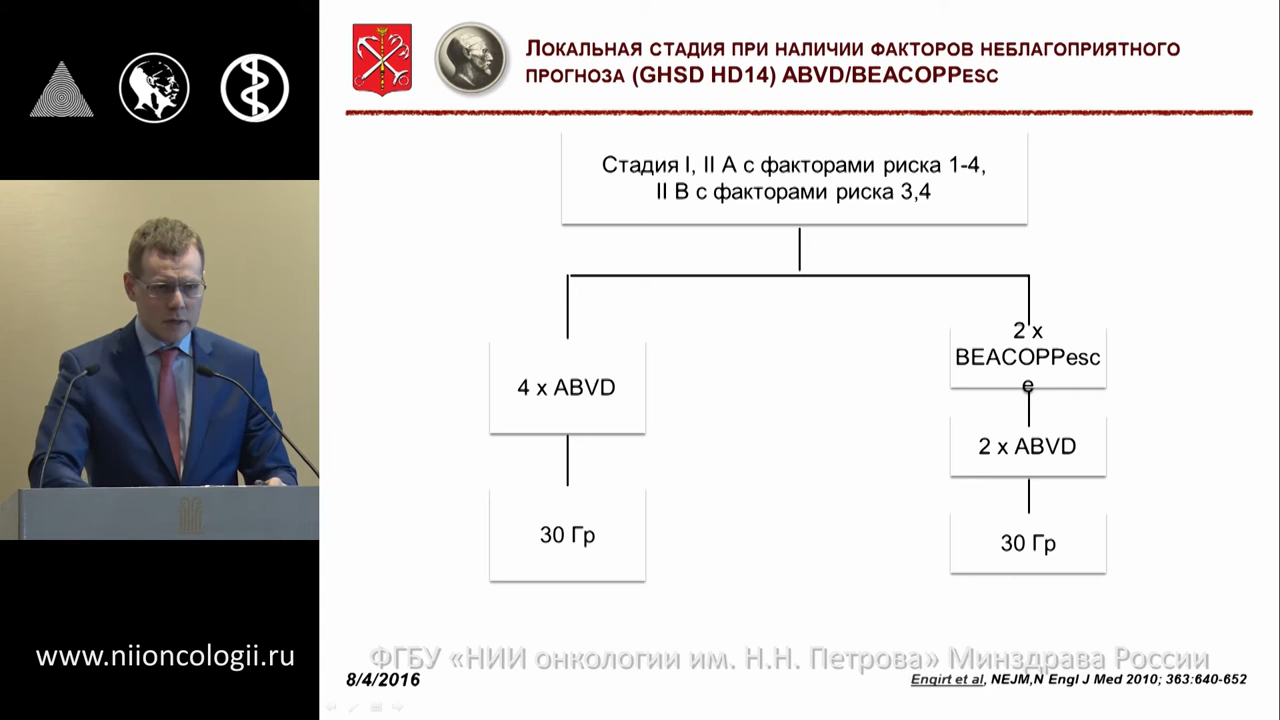 ЛОКАЛЬНАЯ СТАДИЯ ПРИ НАЛИЧИИ ФАКТОРОВ НЕБЛАГОПРИЯТНОГО
ПРОГНОЗА (GHSD HD14) ABVD/BEACOPPESC
Стадия I, II А с факторами риска 1-4,
II В с факторами риска 3,4
4 x ABVD
30 Гр
2 x
BEACOPPesc
e
2 x ABVD
30 Гр
www.niioncologii.ru
ФГБУ «НИИ онкологии им. Н.Н. Петрова» Минздрава России
8/4/2016
Engirt et al, NEJM,N Engl J Med 2010; 363:640-652